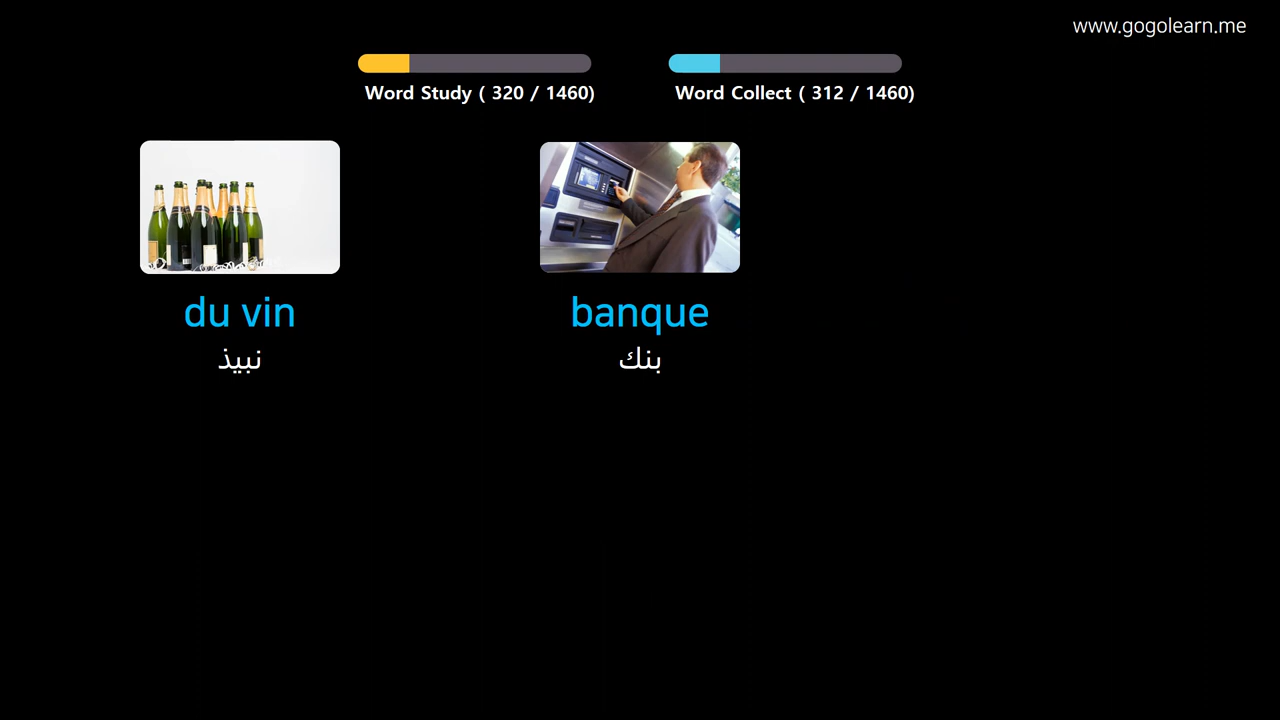 www.gogolearn.me
Word Study ( 320 / 1460)
Word Collect ( 312 / 1460)
du vin
banque
نبيذ
بنك